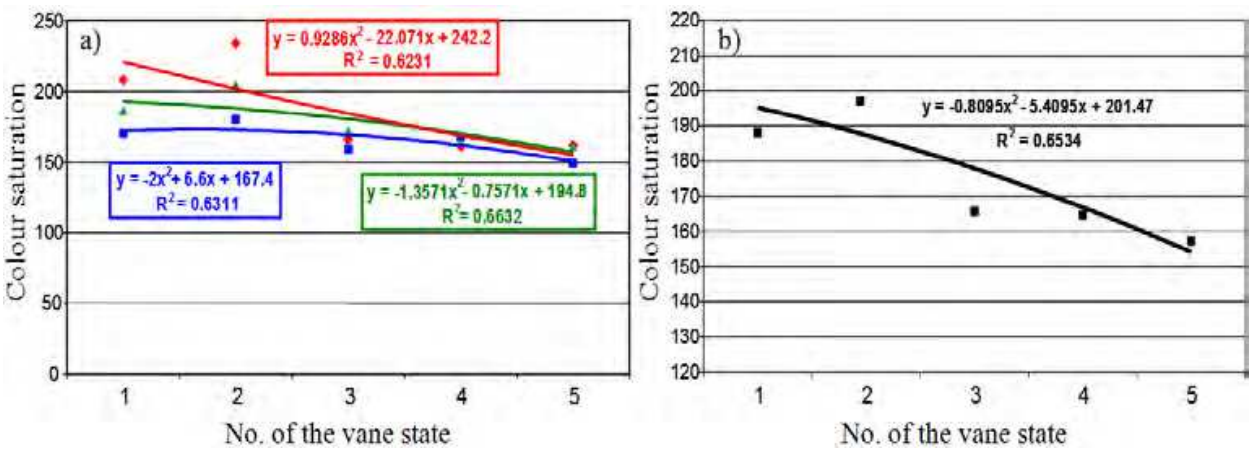 a)
250
200
150
100
50
0
Colour saturation
y = 0.9286x² - 22.071x + 242.2
R² = 0.6231
y = -2x² + 6.6x + 167.4
R² = 0.6311
y = -1.3571x² - 0.7571x + 194.8
R² = 0.6632
1 2 3 4 5
No. of the vane state
b)
220
210
200
190
180
170
160
150
140
130
120
Colour saturation
y = -0.8095x² - 5.4095x + 201.47
R² = 0.6534
1 2 3 4 5
No. of the vane state